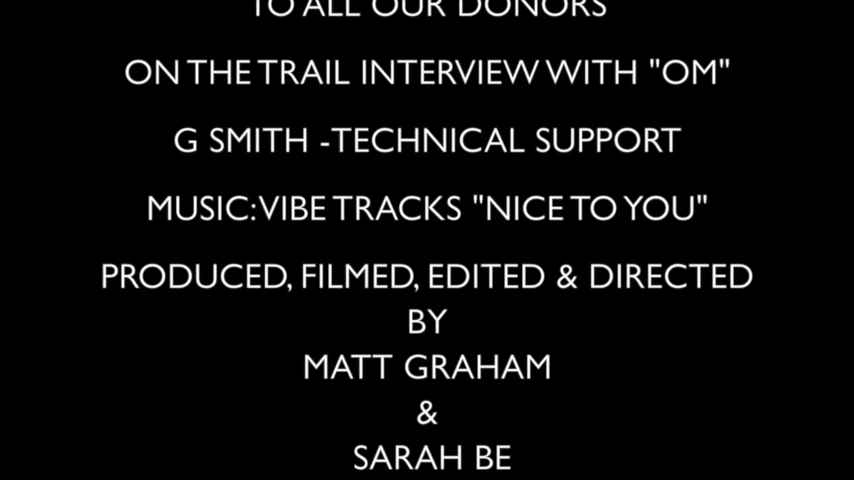 TO ALL OUR DONORS
ON THE TRAIL INTERVIEW WITH "OM"
G SMITH -TECHNICAL SUPPORT
MUSIC:VIBE TRACKS "NICE TO YOU"
PRODUCED, FILMED, EDITED & DIRECTED
BY
MATT GRAHAM
&
SARAH BE